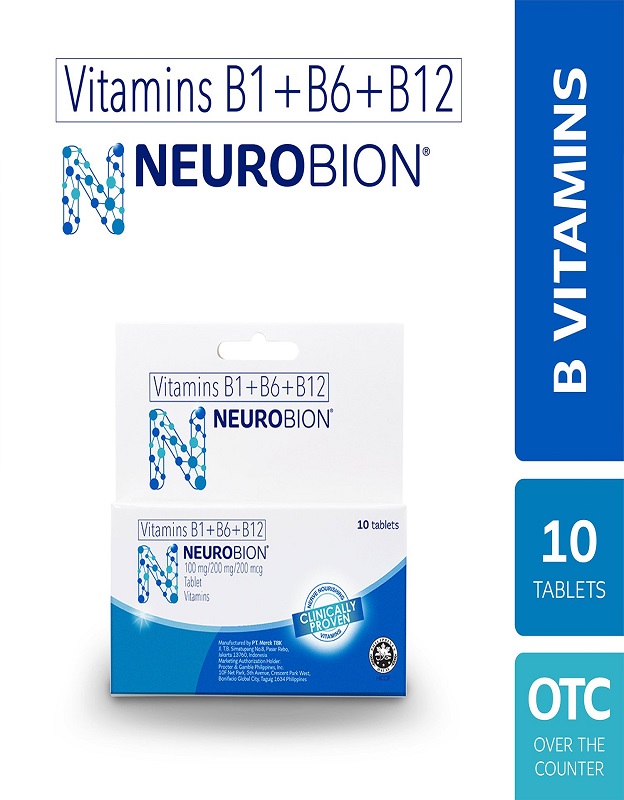 Vitamins B1+B6+B12
NEUROBION®
B VITAMINS
Vitamins B1+B6+B12
NEUROBION®
10 tablets
Vitamins B1+B6+B12
NEUROBION®
100 mg/200 mg/200 mcg
Tablet
Vitamins
NERVE NOURISHING
CLINICALLY
PROVEN
VITAMINS
Manufactured by PT. Merck TBK
Jl. T.B. Simatupang No.8, Pasar Rebo,
Jakarta 13760, Indonesia
Marketing Authorization Holder:
Procter & Gamble Philippines, Inc.
10F Net Park, 5th Avenue, Crescent Park West,
Bonifacio Global City, Taguig 1634 Philippines
10
TABLETS
OTC
OVER THE
COUNTER